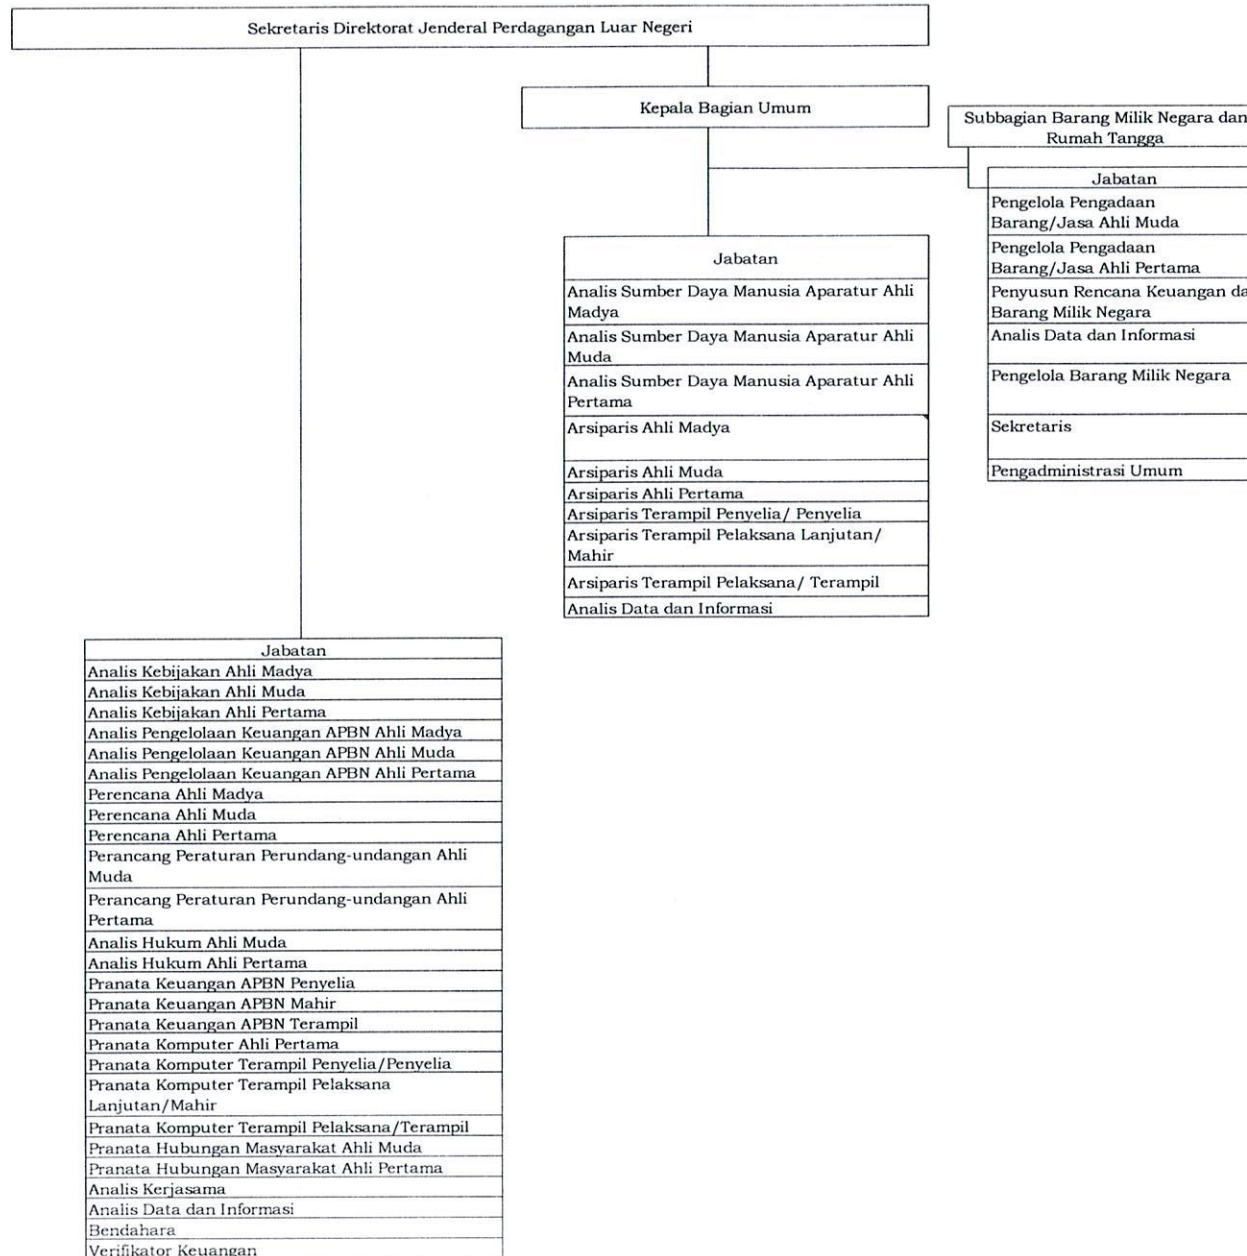 Sekretaris Direktorat Jenderal Perdagangan Luar Negeri
Kepala Bagian Umum
Subbagian Barang Milik Negara dan
Rumah Tangga
Jabatan
Pengelola Pengadaan
Barang/Jasa Ahli Muda
Pengelola Pengadaan
Barang/Jasa Ahli Pertama
Penyusun Rencana Keuangan da
Barang Milik Negara
Analis Data dan Informasi
Pengelola Barang Milik Negara
Sekretaris
Pengadministrasi Umum
Jabatan
Analis Sumber Daya Manusia Aparatur Ahli
Madya
Analis Sumber Daya Manusia Aparatur Ahli
Muda
Analis Sumber Daya Manusia Aparatur Ahli
Pertama
Arsiparis Ahli Madya
Arsiparis Ahli Muda
Arsiparis Ahli Pertama
Arsiparis Terampil Penyelia/ Penyelia
Arsiparis Terampil Pelaksana Lanjutan/
Mahir
Arsiparis Terampil Pelaksana/ Terampil
Analis Data dan Informasi
Jabatan
Analis Kebijakan Ahli Madya
Analis Kebijakan Ahli Muda
Analis Kebijakan Ahli Pertama
Analis Pengelolaan Keuangan APBN Ahli Madya
Analis Pengelolaan Keuangan APBN Ahli Muda
Analis Pengelolaan Keuangan APBN Ahli Pertama
Perencana Ahli Madya
Perencana Ahli Muda
Perencana Ahli Pertama
Perancang Peraturan Perundang-undangan Ahli
Muda
Perancang Peraturan Perundang-undangan Ahli
Pertama
Analis Hukum Ahli Muda
Analis Hukum Ahli Pertama
Pranata Keuangan APBN Penyelia
Pranata Keuangan APBN Mahir
Pranata Keuangan APBN Terampil
Pranata Komputer Ahli Pertama
Pranata Komputer Terampil Penyelia/Penyelia
Pranata Komputer Terampil Pelaksana
Lanjutan/Mahir
Pranata Komputer Terampil Pelaksana/Terampil
Pranata Hubungan Masyarakat Ahli Muda
Pranata Hubungan Masyarakat Ahli Pertama
Analis Kerjasama
Analis Data dan Informasi
Bendahara
Verifikator Keuangan